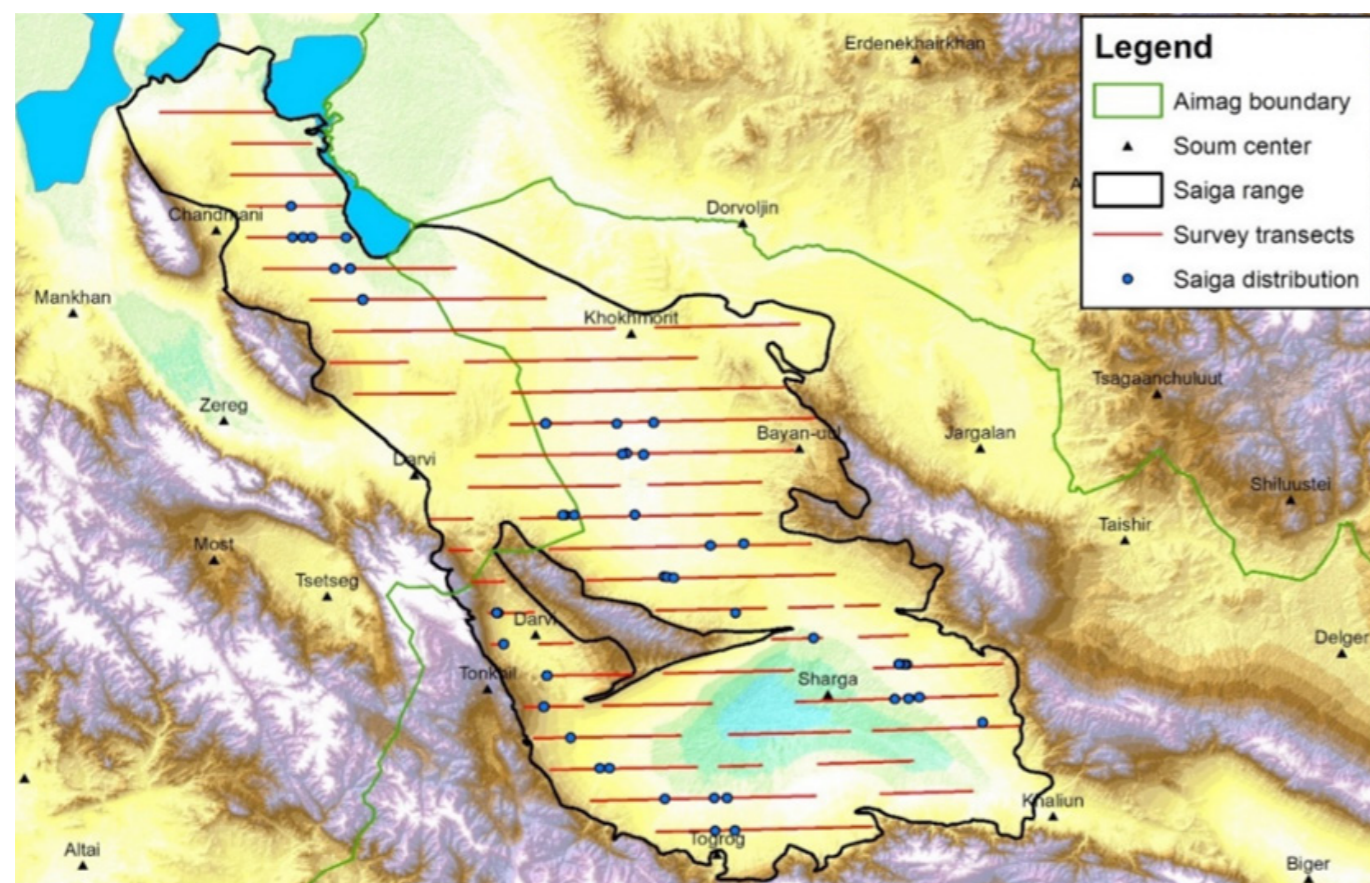 Erdenekhairkhan
Legend
Aimag boundary
Soum center
Saiga range
Survey transects
Saiga distribution
Chandmani
Dorvoljin
Mankhan
Khokhmorit
Tsagaanchuluut
Zereg
Bayan-uul
Jargalan
Darvi
Shiluustei
Most
Taishir
Tsetseg
Darvi
Delger
Tonkhil
Sharga
Khaliun
Togrog
Altai
Biger